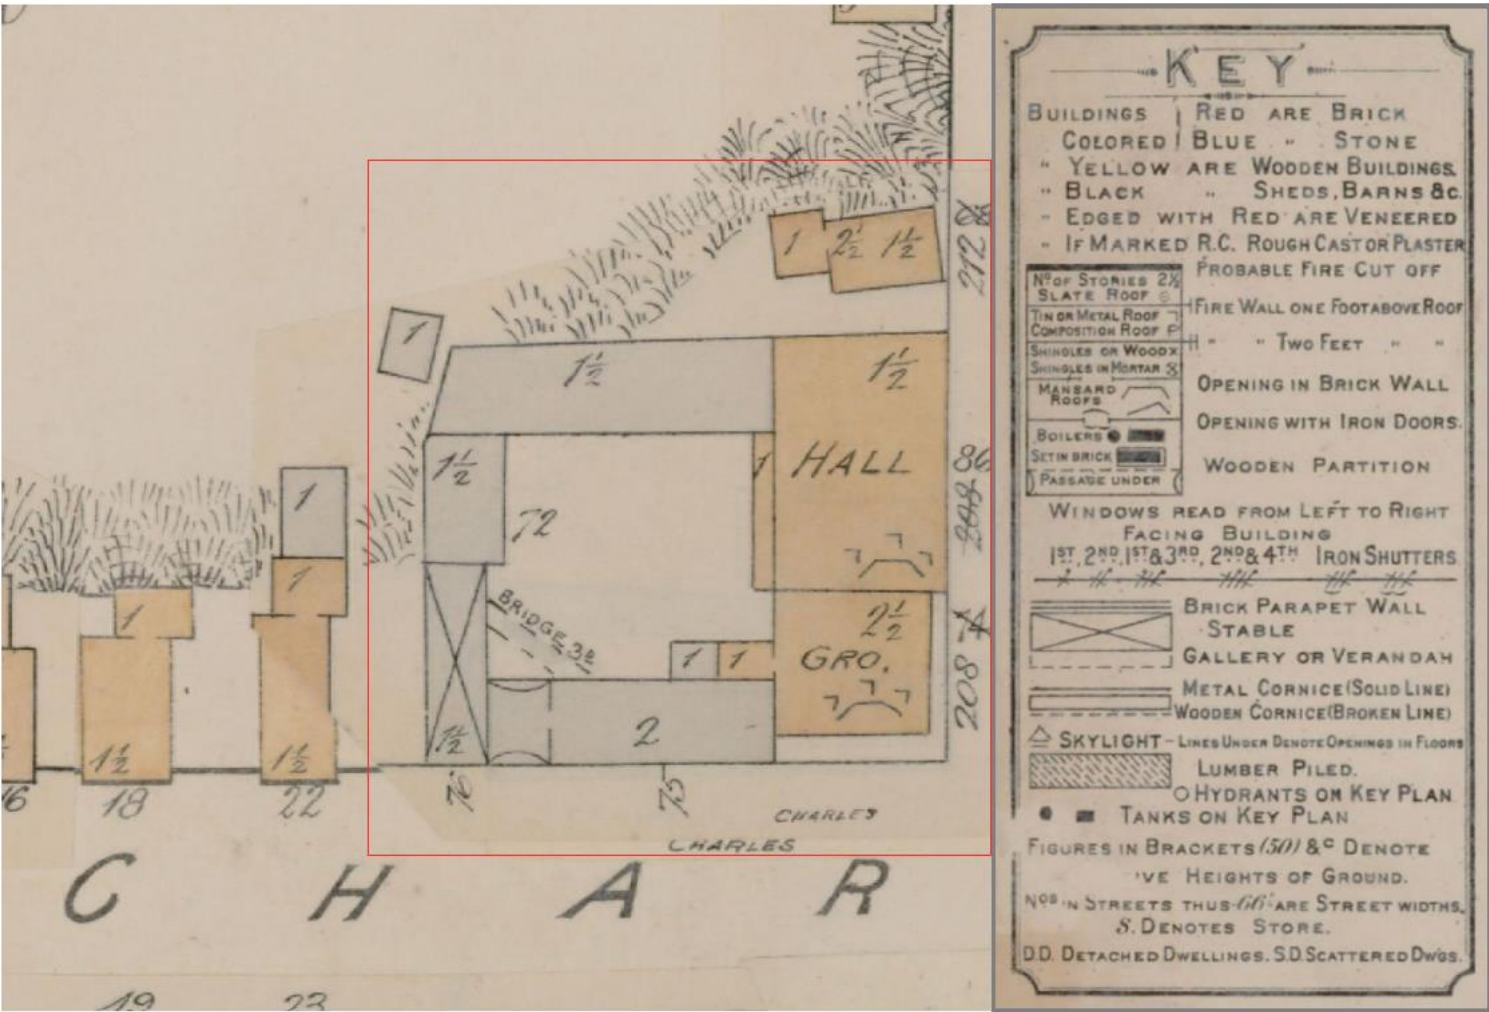 1
2½ 1½
212
1
1½
1½
HALL
1
86
1½
72
1
1
BRIDGE 3RD
2½
GRO.
1
1
208
1
1½
1½
1½
2
16
18
22
76
75
CHARLES
CHARLES
C H A R
19
23
KEY
BUILDINGS RED ARE BRICK
COLORED BLUE " STONE
" YELLOW ARE WOODEN BUILDINGS.
" BLACK " SHEDS, BARNS &C.
" EDGED WITH RED ARE VENEERED
" IF MARKED R.C. ROUGH CAST OR PLASTER
PROBABLE FIRE CUT OFF
NO OF STORIES 2½
SLATE ROOF
FIRE WALL ONE FOOT ABOVE ROOF
TIN OR METAL ROOF
COMPOSITION ROOF
" " TWO FEET " "
SHINGLES OR WOOD X
SHINGLES IN MORTAR
OPENING IN BRICK WALL
MANSARD
ROOFS
OPENING WITH IRON DOORS.
BOILERS
SET IN BRICK
WOODEN PARTITION
PASSAGE UNDER
WINDOWS READ FROM LEFT TO RIGHT
FACING BUILDING
1ST, 2ND, 1ST & 3RD, 2ND & 4TH IRON SHUTTERS
BRICK PARAPET WALL
STABLE
GALLERY OR VERANDAH
METAL CORNICE (SOLID LINE)
WOODEN CORNICE (BROKEN LINE)
SKYLIGHT - LINES UNDER DENOTE OPENINGS IN FLOORS
LUMBER PILED.
O HYDRANTS ON KEY PLAN
TANKS ON KEY PLAN
FIGURES IN BRACKETS (50) & C DENOTE
'VE HEIGHTS OF GROUND.
NOS IN STREETS THUS 66' ARE STREET WIDTHS.
S. DENOTES STORE.
D.D. DETACHED DWELLINGS. S.D. SCATTERED DWGS.